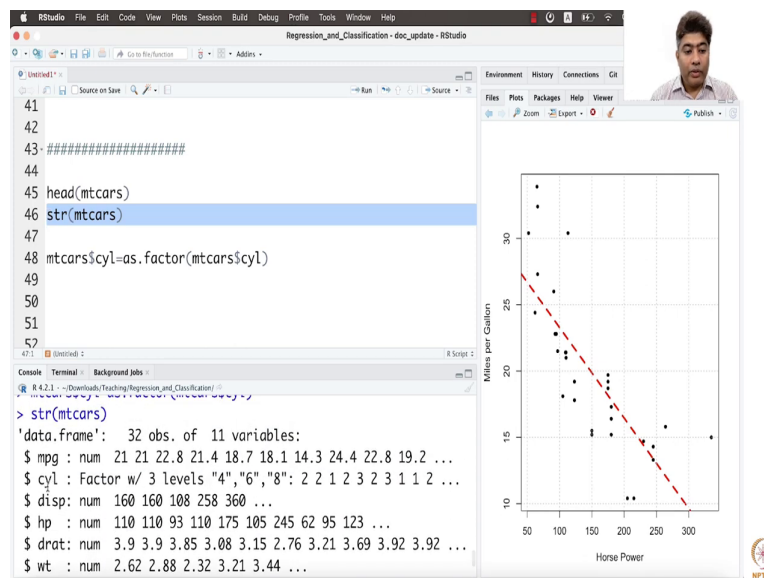 RStudio File Edit Code View Plots Session Build Debug Profile Tools Window Help
Regression_and_Classification - doc_update - RStudio
Go to file/function Addins
Untitled1*
Source on Save Run Source
41
42
43 ####################
44
45 head(mtcars)
46 str(mtcars)
47
48 mtcars$cyl=as.factor(mtcars$cyl)
49
50
51
52
47:1 (Untitled) R Script
Console Terminal Background Jobs
R 4.2.1 · ~/Downloads/Teaching/Regression_and_Classification/
> mtcars$cyl=as.factor(mtcars$cyl)
> str(mtcars)
'data.frame': 32 obs. of 11 variables:
$ mpg : num 21 21 22.8 21.4 18.7 18.1 14.3 24.4 22.8 19.2 ...
$ cyl : Factor w/ 3 levels "4","6","8": 2 2 1 2 3 2 3 1 1 2 ...
$ disp: num 160 160 108 258 360 ...
$ hp : num 110 110 93 110 175 105 245 62 95 123 ...
$ drat: num 3.9 3.9 3.85 3.08 3.15 2.76 3.21 3.69 3.92 3.92 ...
$ wt : num 2.62 2.88 2.32 3.21 3.44 ...
Environment History Connections Git
Files Plots Packages Help Viewer
Zoom Export Publish
30
25
20
15
10
Miles per Gallon
50 100 150 200 250 300
Horse Power
NPT